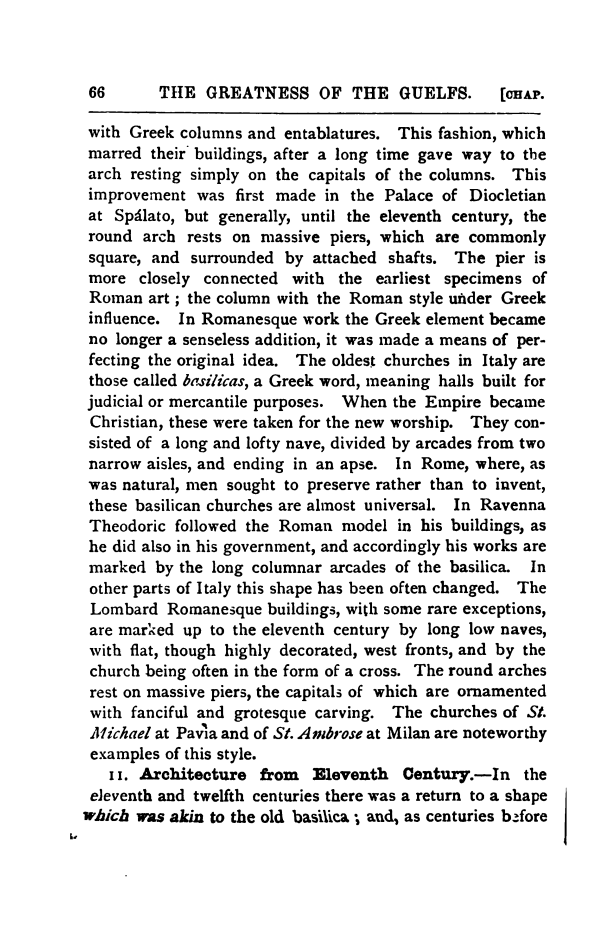 66 THE GREATNESS OF THE GUELFS. [CHAP.
with Greek columns and entablatures. This fashion, which
marred their buildings, after a long time gave way to the
arch resting simply on the capitals of the columns. This
improvement was first made in the Palace of Diocletian
at Spálato, but generally, until the eleventh century, the
round arch rests on massive piers, which are commonly
square, and surrounded by attached shafts. The pier is
more closely connected with the earliest specimens of
Roman art; the column with the Roman style under Greek
influence. In Romanesque work the Greek element became
no longer a senseless addition, it was made a means of per-
fecting the original idea. The oldest churches in Italy are
those called basilicas, a Greek word, meaning halls built for
judicial or mercantile purposes. When the Empire became
Christian, these were taken for the new worship. They con-
sisted of a long and lofty nave, divided by arcades from two
narrow aisles, and ending in an apse. In Rome, where, as
was natural, men sought to preserve rather than to invent,
these basilican churches are almost universal. In Ravenna
Theodoric followed the Roman model in his buildings, as
he did also in his government, and accordingly his works are
marked by the long columnar arcades of the basilica. In
other parts of Italy this shape has been often changed. The
Lombard Romanesque buildings, with some rare exceptions,
are marked up to the eleventh century by long low naves,
with flat, though highly decorated, west fronts, and by the
church being often in the form of a cross. The round arches
rest on massive piers, the capitals of which are ornamented
with fanciful and grotesque carving. The churches of St.
Michael at Pavìa and of St. Ambrose at Milan are noteworthy
examples of this style.
11. Architecture from Eleventh Century.—In the
eleventh and twelfth centuries there was a return to a shape
which was akin to the old basilica; and, as centuries before